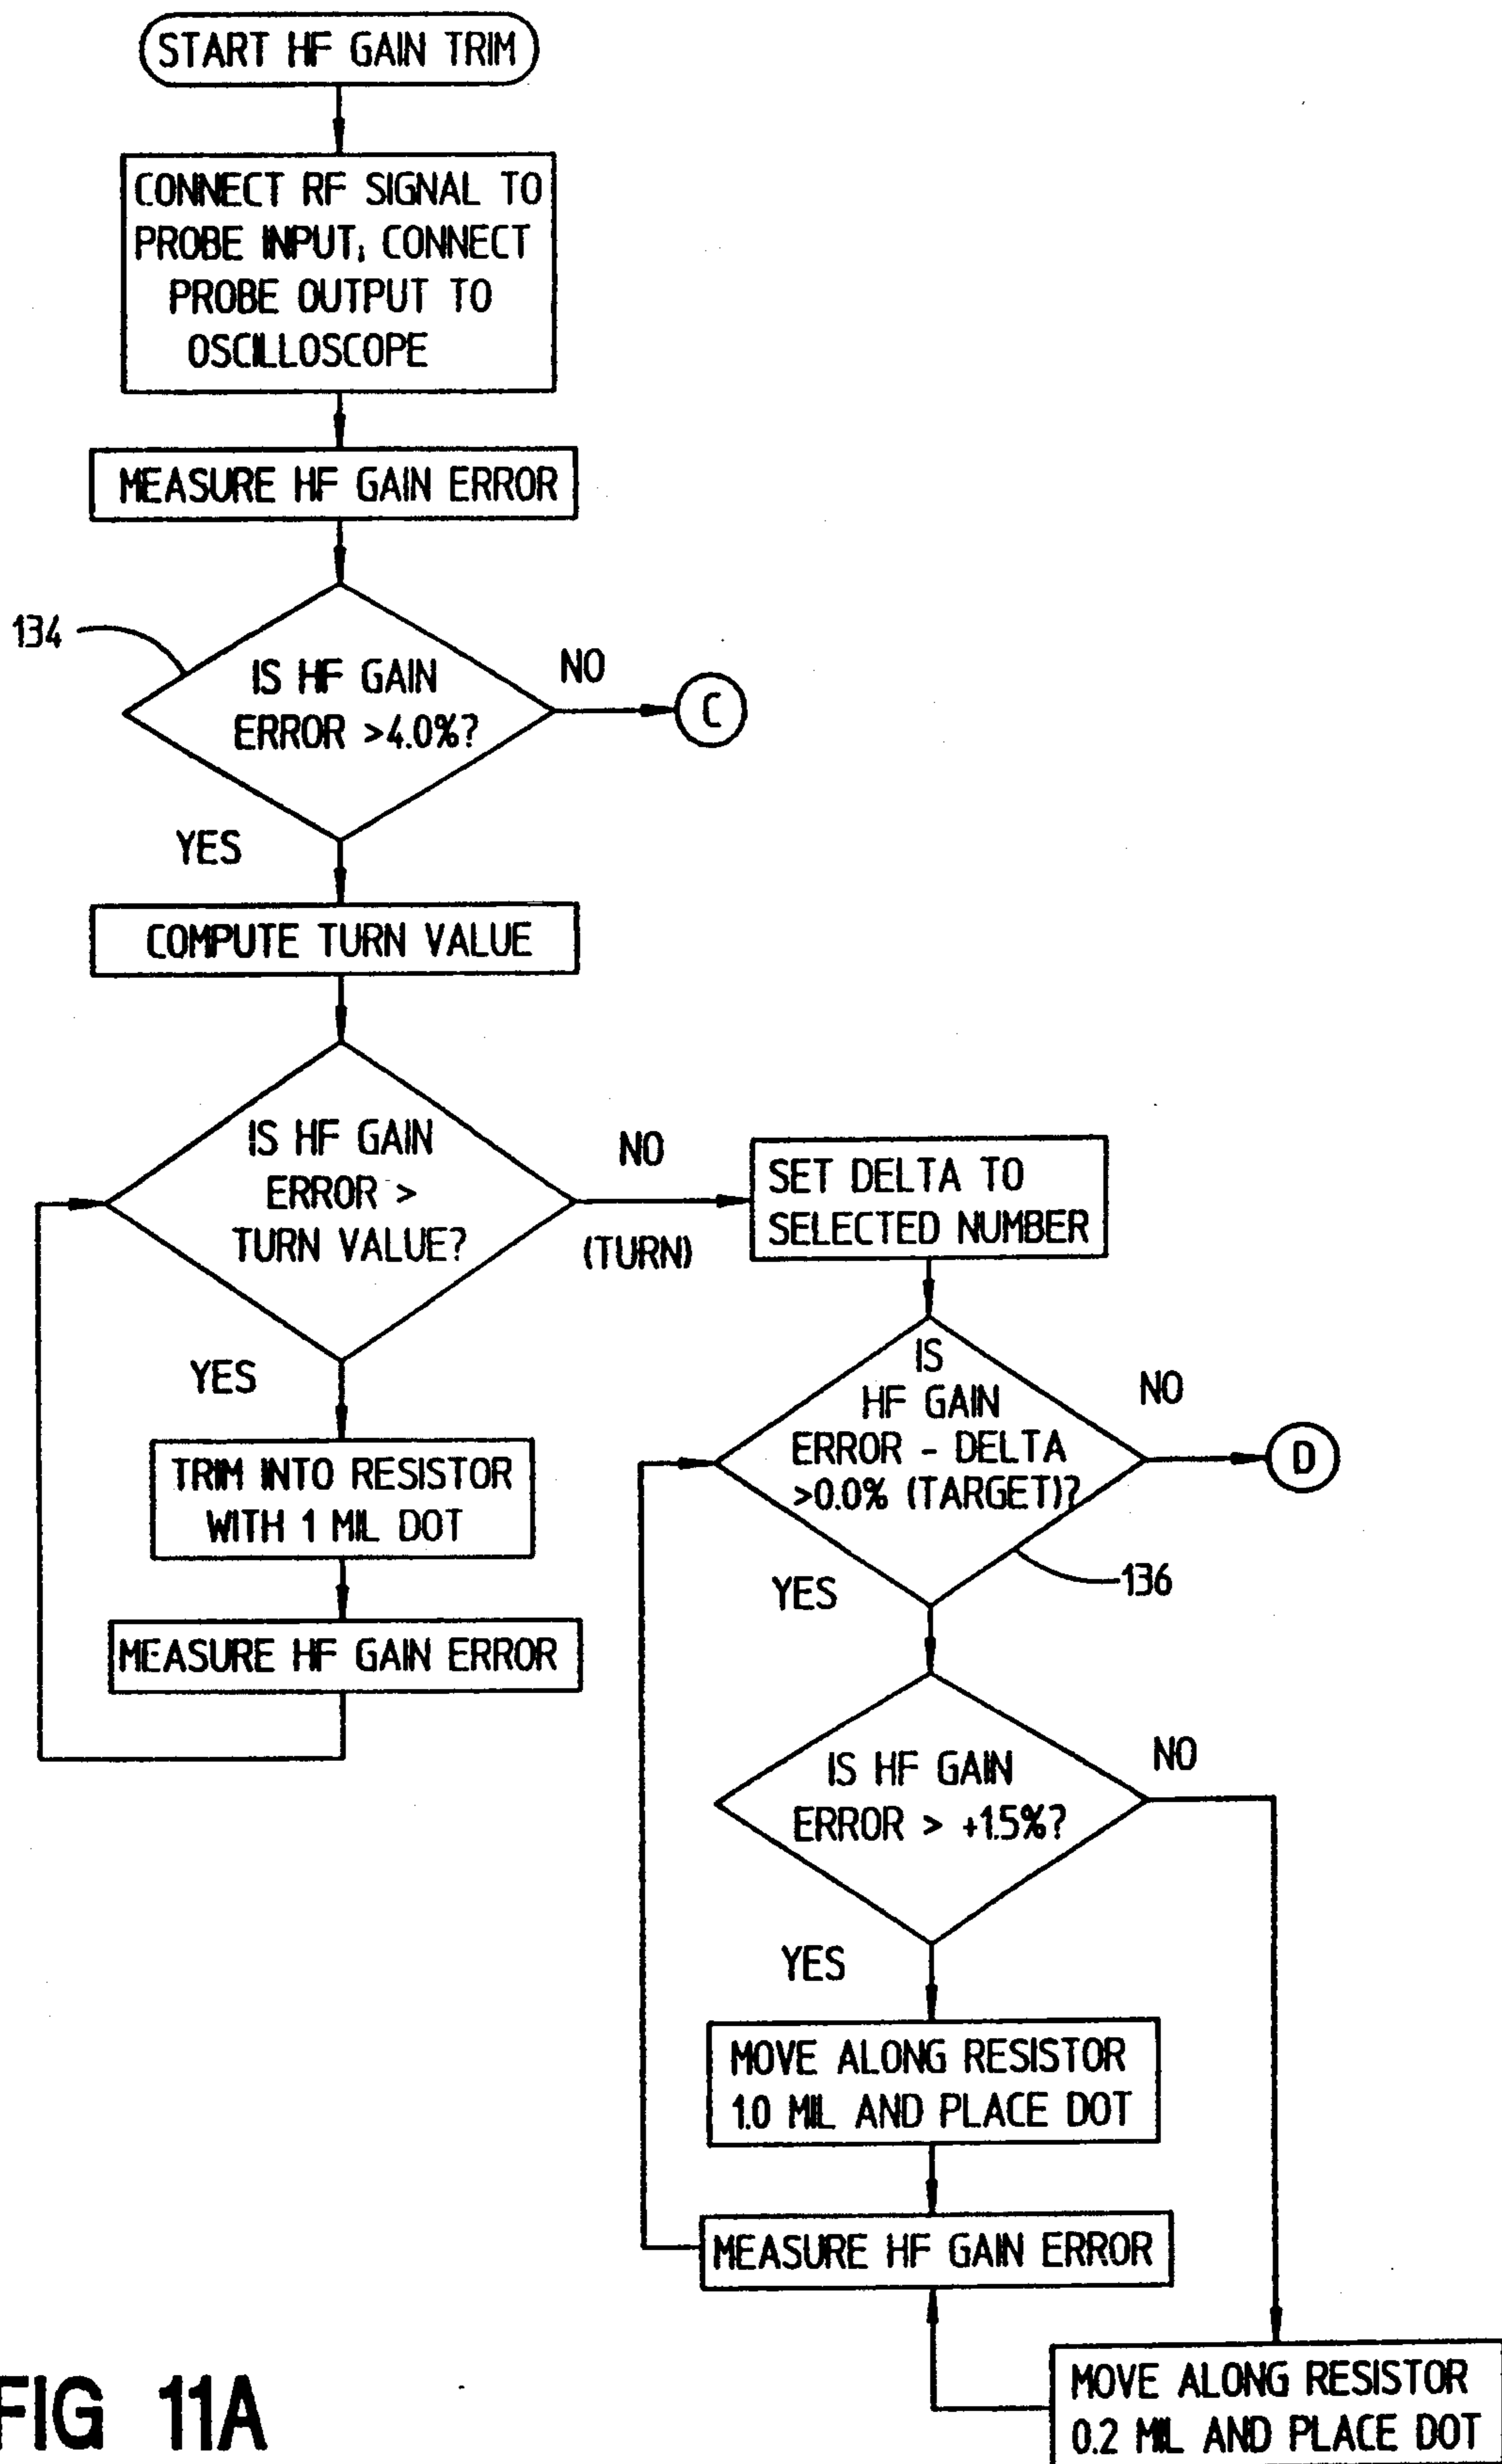 START HF GAIN TRIM
CONNECT RF SIGNAL TO
PROBE INPUT, CONNECT
PROBE OUTPUT TO
OSCILLOSCOPE
MEASURE HF GAIN ERROR
134
IS HF GAIN
ERROR >4.0%?
NO
C
YES
COMPUTE TURN VALUE
IS HF GAIN
ERROR >
TURN VALUE?
NO
(TURN)
SET DELTA TO
SELECTED NUMBER
YES
TRIM INTO RESISTOR
WITH 1 MIL DOT
MEASURE HF GAIN ERROR
IS
HF GAIN
ERROR - DELTA
>0.0% (TARGET)?
NO
D
136
YES
IS HF GAIN
ERROR > +1.5%?
NO
YES
MOVE ALONG RESISTOR
1.0 MIL AND PLACE DOT
MEASURE HF GAIN ERROR
MOVE ALONG RESISTOR
0.2 MIL AND PLACE DOT
FIG 11A